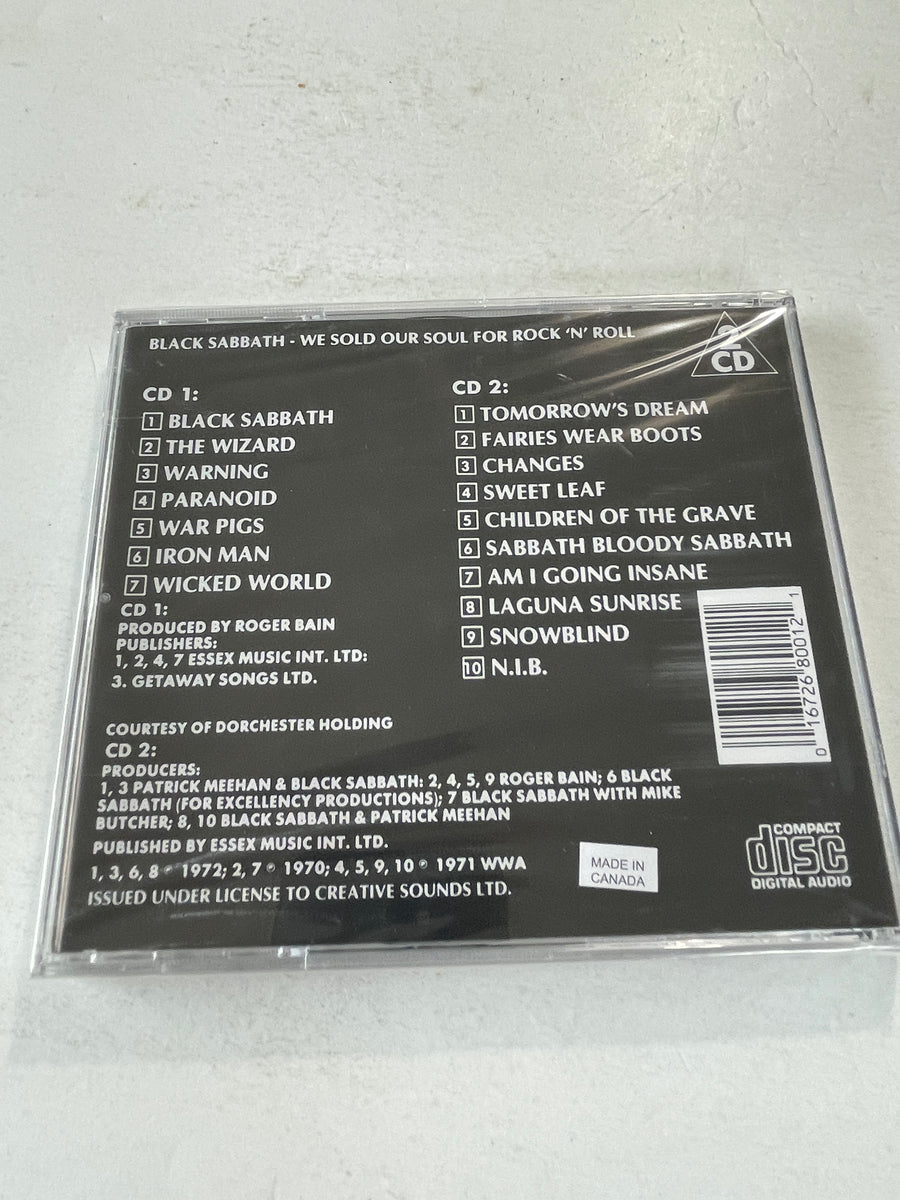 BLACK SABBATH - WE SOLD OUR SOUL FOR ROCK 'N' ROLL
2
CD
CD 1:
1 BLACK SABBATH
2 THE WIZARD
3 WARNING
4 PARANOID
5 WAR PIGS
6 IRON MAN
7 WICKED WORLD
CD 1:
PRODUCED BY ROGER BAIN
PUBLISHERS:
1, 2, 4, 7 ESSEX MUSIC INT. LTD:
3. GETAWAY SONGS LTD.
CD 2:
1 TOMORROW'S DREAM
2 FAIRIES WEAR BOOTS
3 CHANGES
4 SWEET LEAF
5 CHILDREN OF THE GRAVE
6 SABBATH BLOODY SABBATH
7 AM I GOING INSANE
8 LAGUNA SUNRISE
9 SNOWBLIND
10 N.I.B.
0 16726 80012 1
COURTESY OF DORCHESTER HOLDING
CD 2:
PRODUCERS:
1, 3 PATRICK MEEHAN & BLACK SABBATH: 2, 4, 5, 9 ROGER BAIN; 6 BLACK
SABBATH (FOR EXCELLENCY PRODUCTIONS); 7 BLACK SABBATH WITH MIKE
BUTCHER; 8, 10 BLACK SABBATH & PATRICK MEEHAN
PUBLISHED BY ESSEX MUSIC INT. LTD.
1, 3, 6, 8 ℗ 1972; 2, 7 ℗ 1970; 4, 5, 9, 10 ℗ 1971 WWA
ISSUED UNDER LICENSE TO CREATIVE SOUNDS LTD.
MADE IN
CANADA
COMPACT
disc
DIGITAL AUDIO